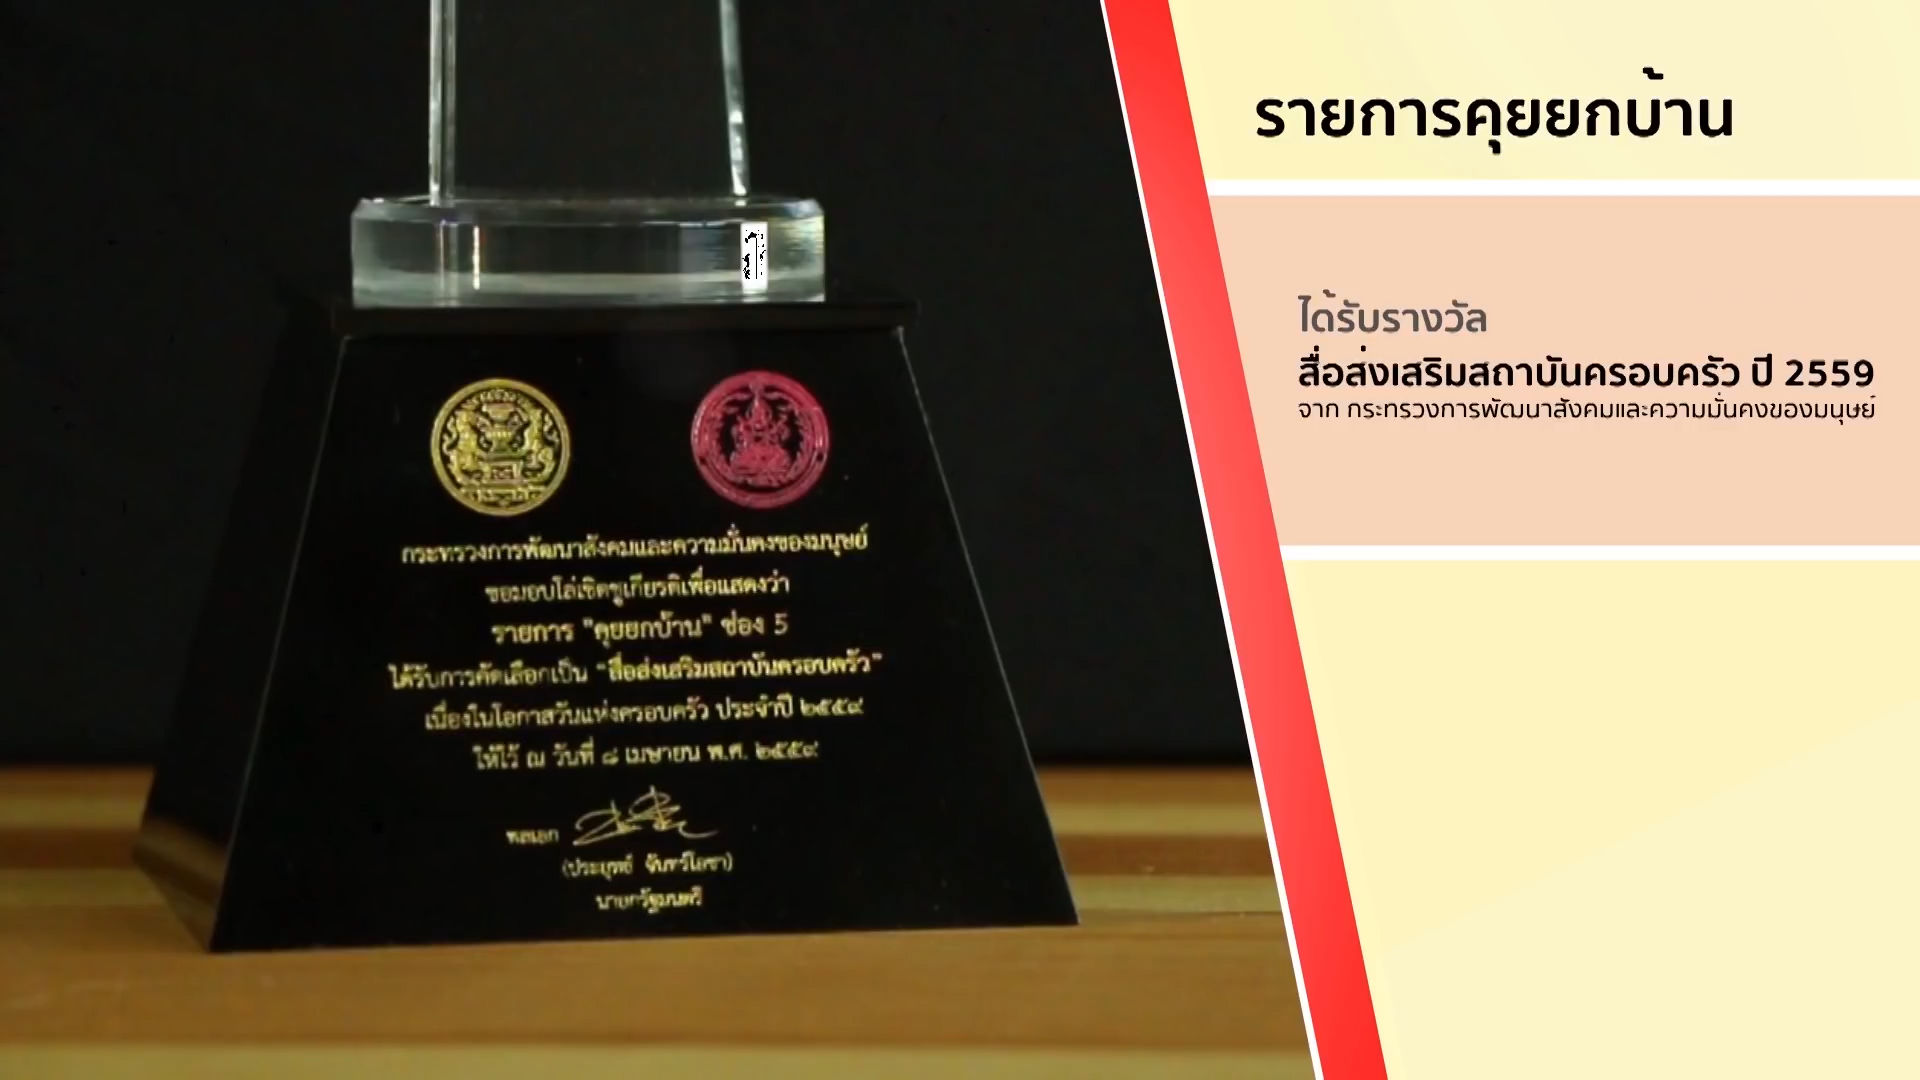 รายการคุยยกบ้าน
ได้รับรางวัล
สื่อส่งเสริมสถาบันครอบครัว ปี 2559
จาก กระทรวงการพัฒนาสังคมและความมั่นคงของมนุษย์
กระทรวงการพัฒนาสังคมและความมั่นคงของมนุษย์
ขอมอบโล่เชิดชูเกียรติเพื่อแสดงว่า
รายการ "คุยยกบ้าน" ช่อง 5
ได้รับการคัดเลือกเป็น "สื่อส่งเสริมสถาบันครอบครัว"
เนื่องในโอกาสวันแห่งครอบครัว ประจำปี ๒๕๕๙
ให้ไว้ ณ วันที่ ๘ เมษายน พ.ศ. ๒๕๕๙
พลเอก
(ประยุทธ์ จันทร์โอชา)
นายกรัฐมนตรี